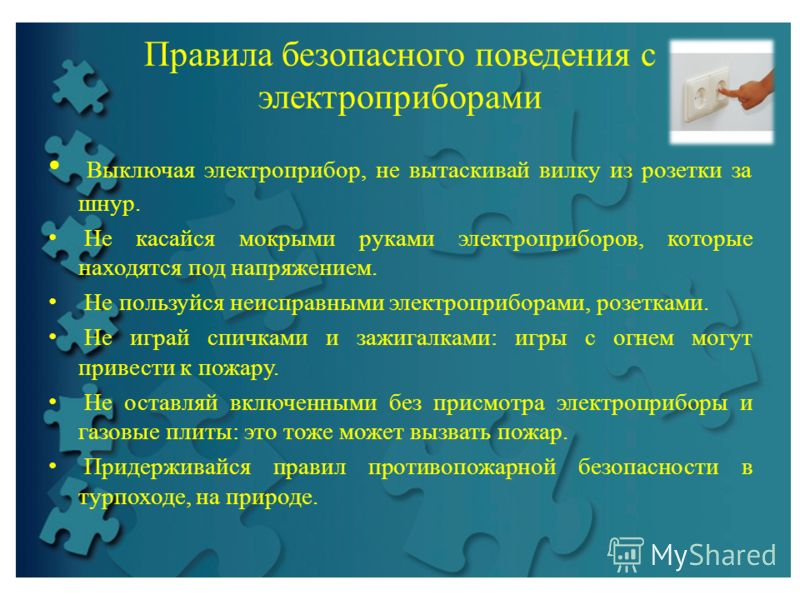 Правила безопасного поведения с
электроприборами
• Выключая электроприбор, не вытаскивай вилку из розетки за
шнур.
• Не касайся мокрыми руками электроприборов, которые
находятся под напряжением.
• Не пользуйся неисправными электроприборами, розетками.
• Не играй спичками и зажигалками: игры с огнем могут
привести к пожару.
• Не оставляй включенными без присмотра электроприборы и
газовые плиты: это тоже может вызвать пожар.
• Придерживайся правил противопожарной безопасности в
турпоходе, на природе.
MyShared